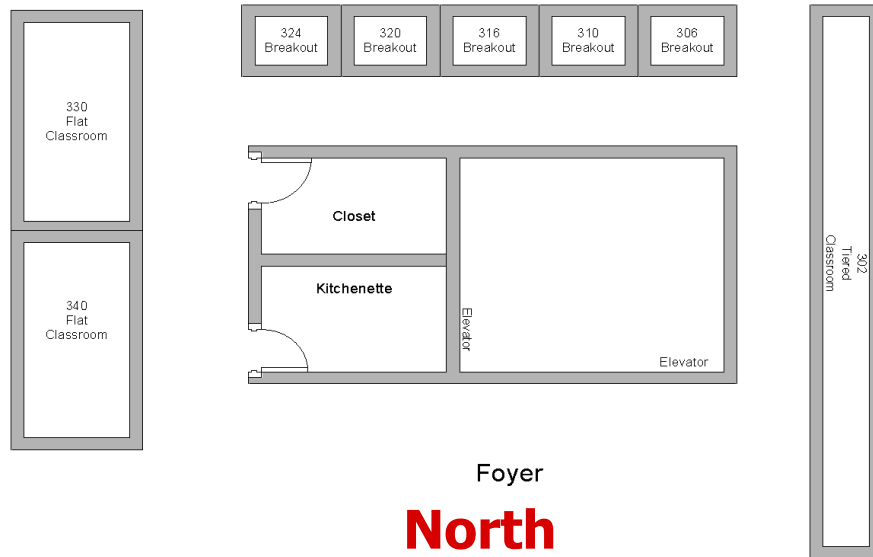 324
Breakout
320
Breakout
316
Breakout
310
Breakout
306
Breakout
330
Flat
Classroom
Closet
Kitchenette
340
Flat
Classroom
Elevator
Elevator
302
Tiered
Classroom
Foyer
North